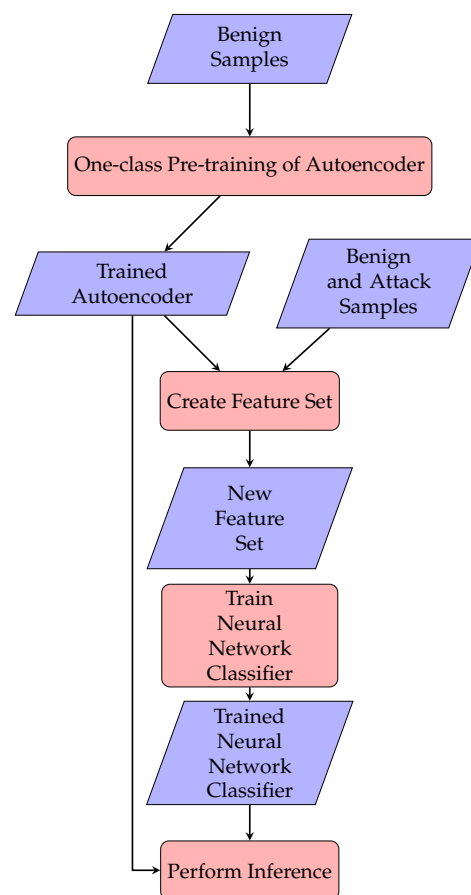 Benign
Samples
One-class Pre-training of Autoencoder
Trained
Autoencoder
Benign
and Attack
Samples
Create Feature Set
New
Feature
Set
Train
Neural
Network
Classifier
Trained
Neural
Network
Classifier
Perform Inference